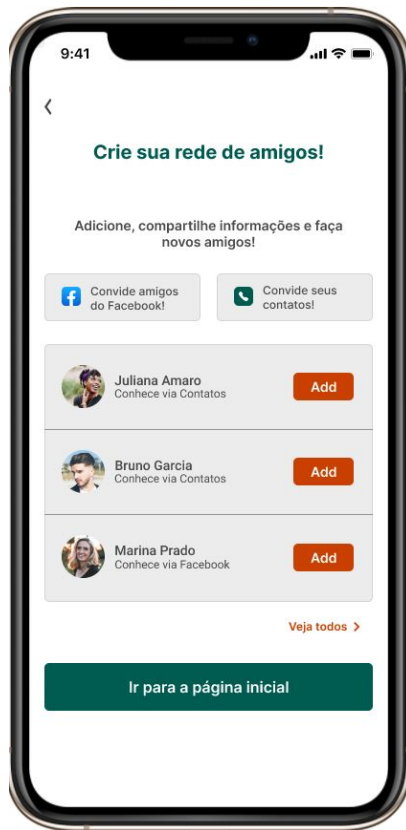 9:41
Crie sua rede de amigos!
Adicione, compartilhe informações e faça
novos amigos!
Convide amigos
do Facebook!
Convide seus
contatos!
Juliana Amaro
Conhece via Contatos
Add
Bruno Garcia
Conhece via Contatos
Add
Marina Prado
Conhece via Facebook
Add
Veja todos
Ir para a página inicial